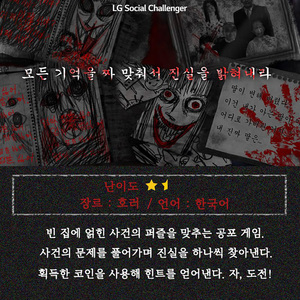 LG Social Challenger
모든 기억을 짜 맞춰서 진실을 밝혀내라
난이도
장르 : 호러 / 언어 : 한국어
빈 집에 얽힌 사건의 퍼즐을 맞추는 공포 게임.
사건의 문제를 풀어가며 진실을 하나씩 찾아낸다.
획득한 코인을 사용해 힌트를 얻어낸다. 자, 도전!